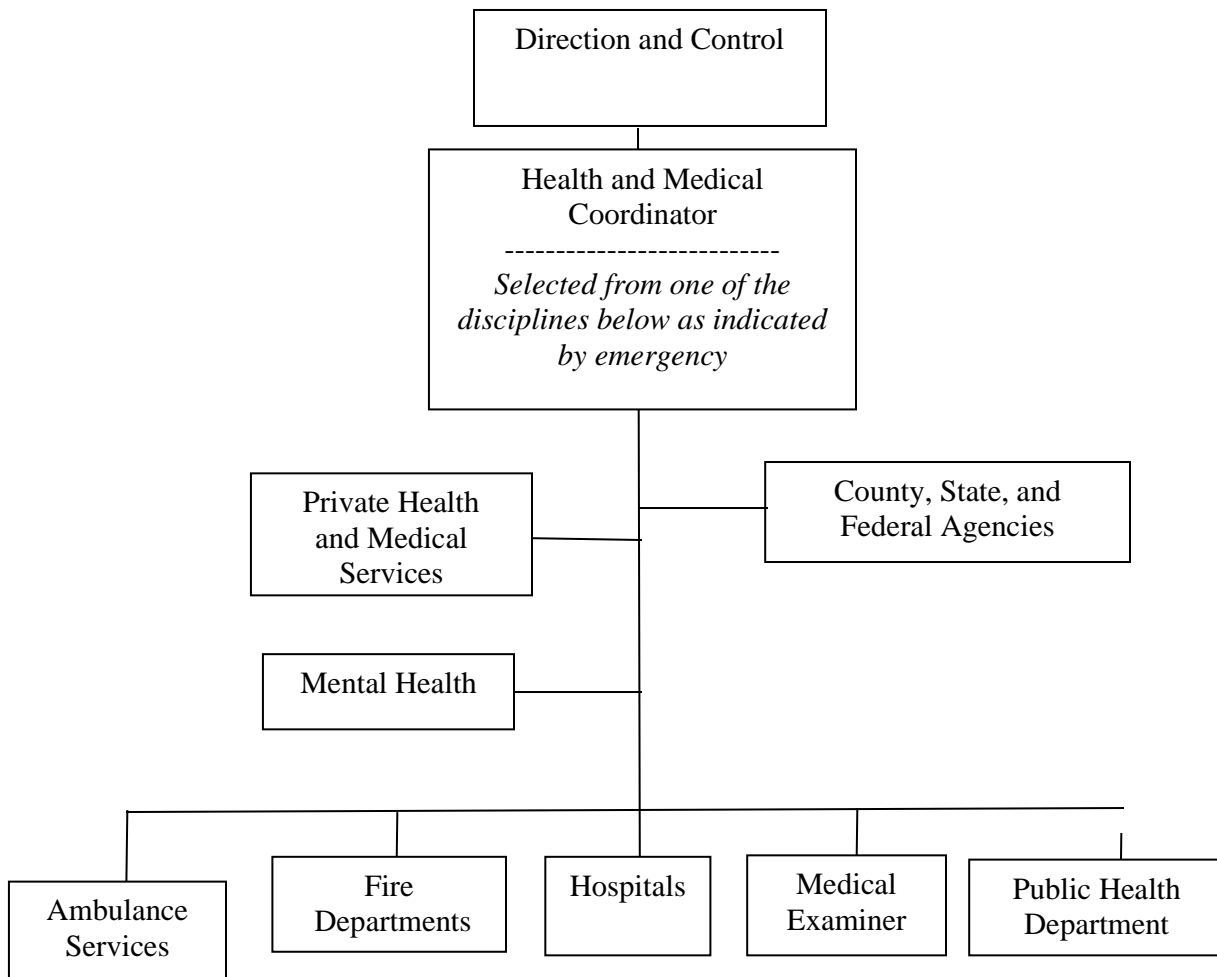 Direction and Control
Health and Medical
Coordinator
---------------------------
Selected from one of the
disciplines below as indicated
by emergency
Private Health
and Medical
Services
County, State, and
Federal Agencies
Mental Health
Ambulance
Services
Fire
Departments
Hospitals
Medical
Examiner
Public Health
Department